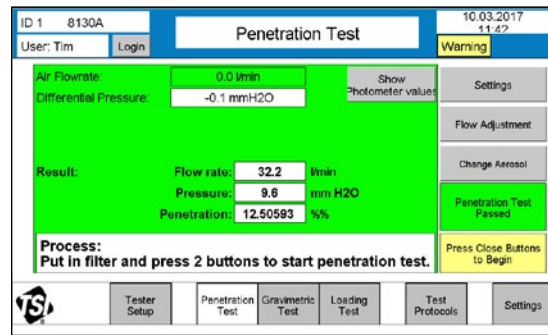 ID 1 8130A
Penetration Test
10.03.2017
11:42
User: Tim
Login
Warning
Air Flowrate: 0.0 l/min
Differential Pressure: -0.1 mmH2O
Show
Photometer values
Settings
Flow Adjustment
Change Aerosol
Result:
Flow rate: 32.2 l/min
Pressure: 9.6 mm H2O
Penetration: 12.50593 %%
Penetration Test
Passed
Process:
Put in filter and press 2 buttons to start penetration test.
Press Close Buttons
to Begin
TSI
Tester
Setup
Penetration
Test
Gravimetric
Test
Loading
Test
Test
Protocols
Settings